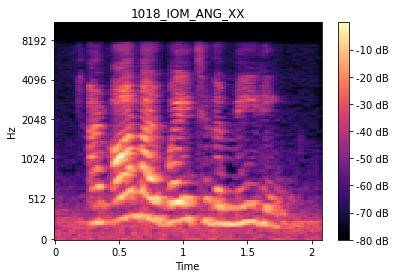 1018_IOM_ANG_XX
8192
4096
2048
1024
512
0
Hz
0
0.5
1
1.5
2
Time
-10 dB
-20 dB
-30 dB
-40 dB
-50 dB
-60 dB
-70 dB
-80 dB